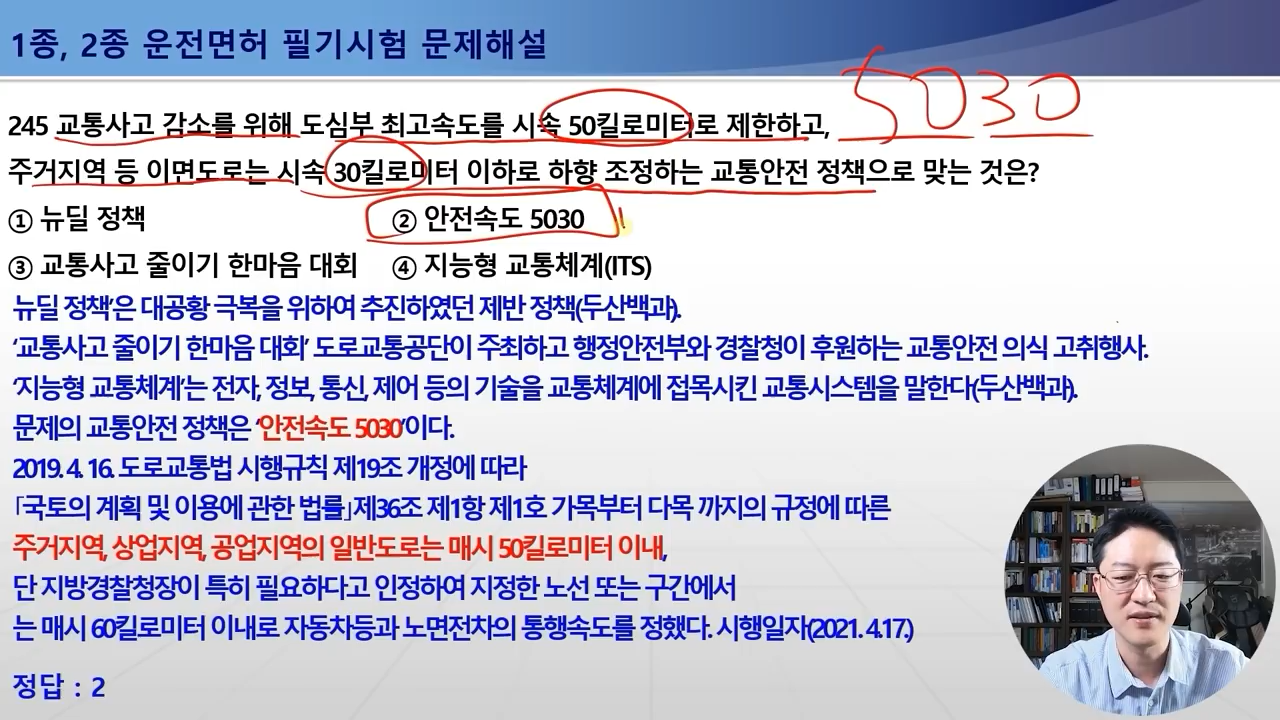 1종, 2종 운전면허 필기시험 문제해설
5030
245 교통사고 감소를 위해 도심부 최고속도를 시속 50킬로미터로 제한하고,
주거지역 등 이면도로는 시속 30킬로미터 이하로 하향 조정하는 교통안전 정책으로 맞는 것은?
① 뉴딜 정책 ② 안전속도 5030
③ 교통사고 줄이기 한마음 대회 ④ 지능형 교통체계(ITS)
뉴딜 정책'은 대공황 극복을 위하여 추진하였던 제반 정책(두산백과).
'교통사고 줄이기 한마음 대회' 도로교통공단이 주최하고 행정안전부와 경찰청이 후원하는 교통안전 의식 고취행사.
'지능형 교통체계'는 전자, 정보, 통신, 제어 등의 기술을 교통체계에 접목시킨 교통시스템을 말한다(두산백과).
문제의 교통안전 정책은 '안전속도 5030'이다.
2019. 4. 16. 도로교통법 시행규칙 제19조 개정에 따라
「국토의 계획 및 이용에 관한 법률」제36조 제1항 제1호 가목부터 다목 까지의 규정에 따른
주거지역, 상업지역, 공업지역의 일반도로는 매시 50킬로미터 이내,
단 지방경찰청장이 특히 필요하다고 인정하여 지정한 노선 또는 구간에서
는 매시 60킬로미터 이내로 자동차등과 노면전차의 통행속도를 정했다. 시행일자(2021. 4.17.)
정답 : 2